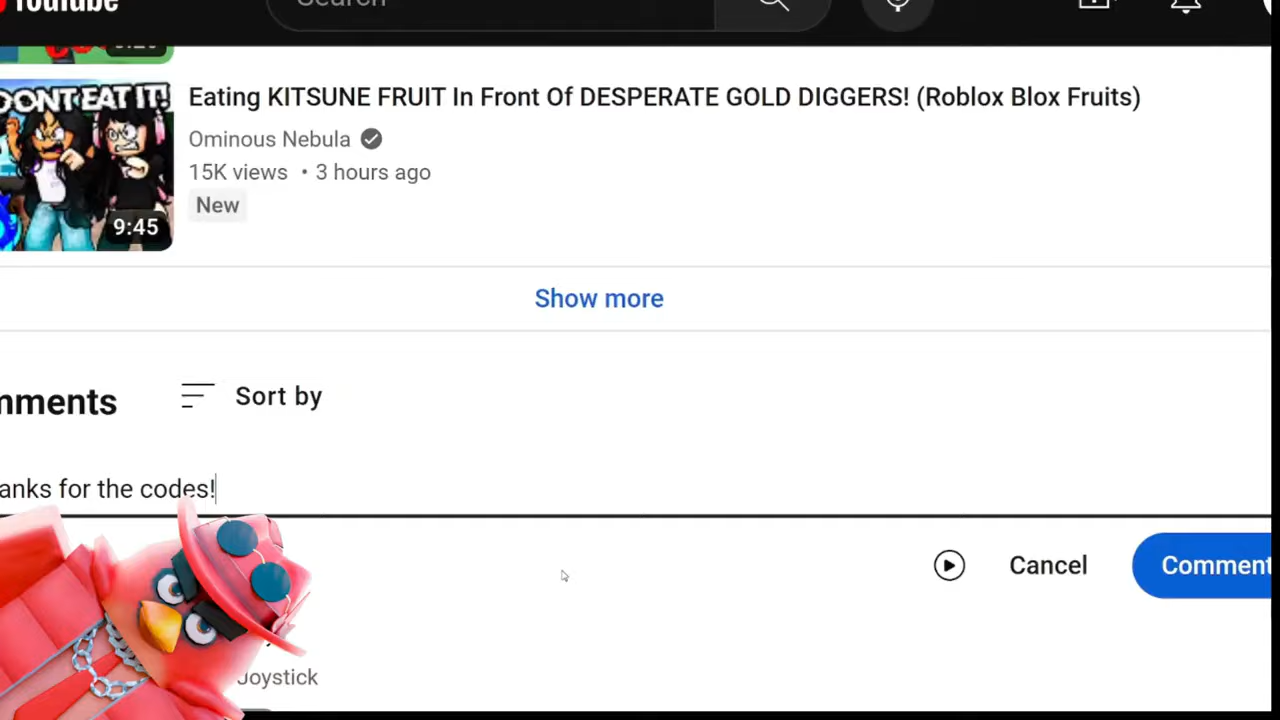 YouTube
Search
DONT EAT IT!
9:45
Eating KITSUNE FRUIT In Front Of DESPERATE GOLD DIGGERS! (Roblox Blox Fruits)
Ominous Nebula
15K views • 3 hours ago
New
Show more
mments
Sort by
anks for the codes!
Cancel
Comment
Joystick